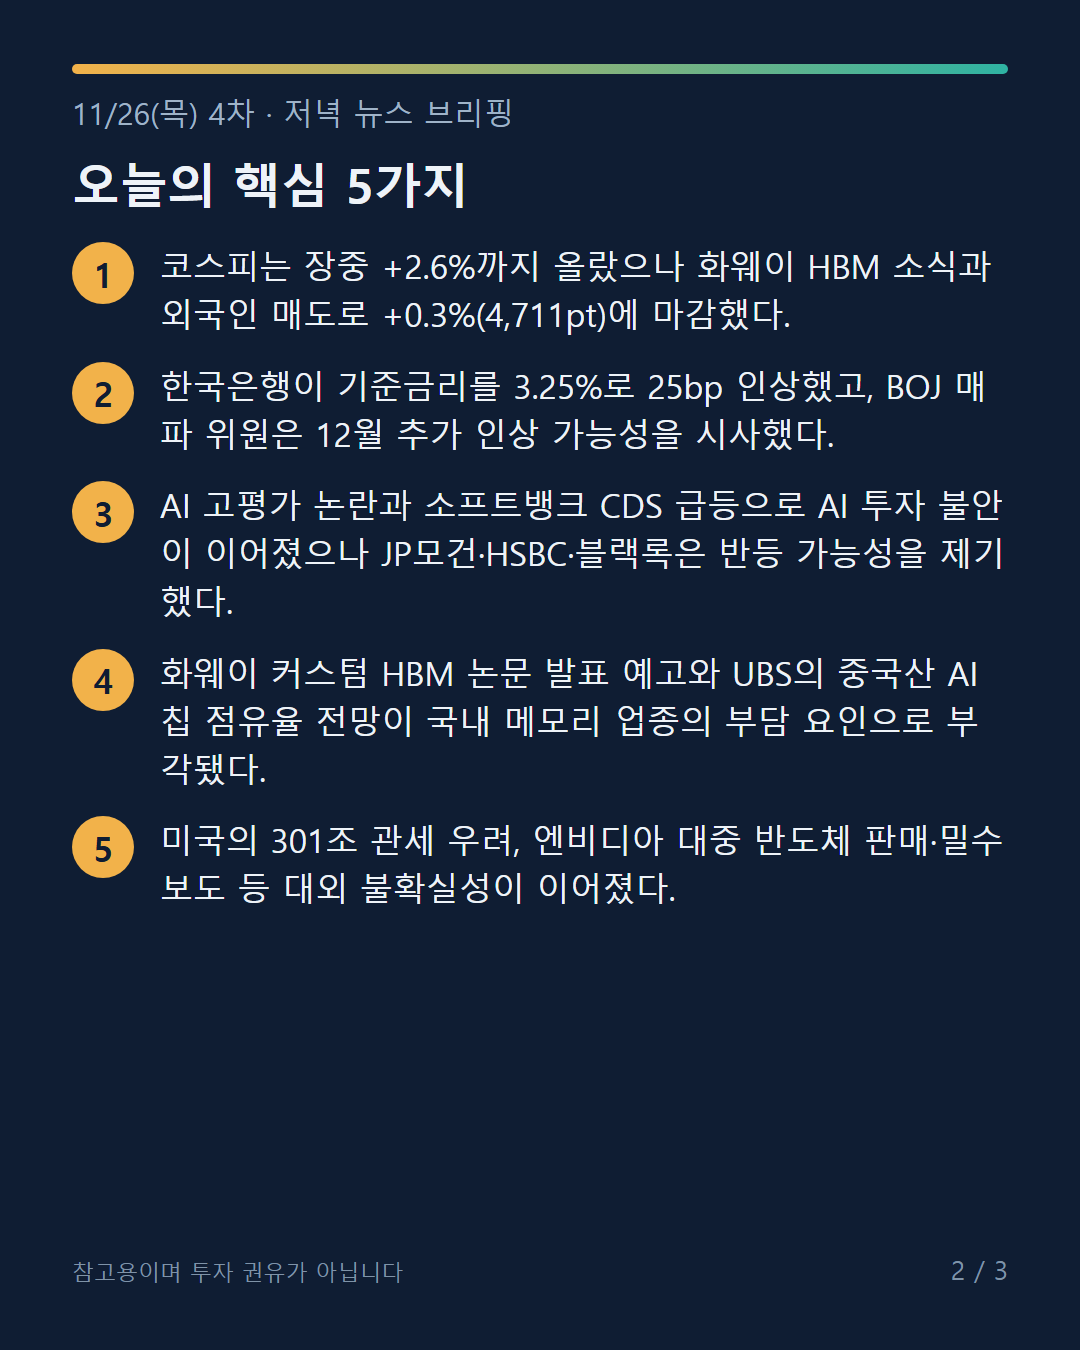 11/26(목) 4차 · 저녁 뉴스 브리핑
오늘의 핵심 5가지
1 코스피는 장중 +2.6%까지 올랐으나 화웨이 HBM 소식과
외국인 매도로 +0.3%(4,711pt)에 마감했다.
2 한국은행이 기준금리를 3.25%로 25bp 인상했고, BOJ 매
파 위원은 12월 추가 인상 가능성을 시사했다.
3 AI 고평가 논란과 소프트뱅크 CDS 급등으로 AI 투자 불안
이 이어졌으나 JP모건·HSBC·블랙록은 반등 가능성을 제기
했다.
4 화웨이 커스텀 HBM 논문 발표 예고와 UBS의 중국산 AI
칩 점유율 전망이 국내 메모리 업종의 부담 요인으로 부
각됐다.
5 미국의 301조 관세 우려, 엔비디아 대중 반도체 판매·밀수
보도 등 대외 불확실성이 이어졌다.
참고용이며 투자 권유가 아닙니다
2 / 3